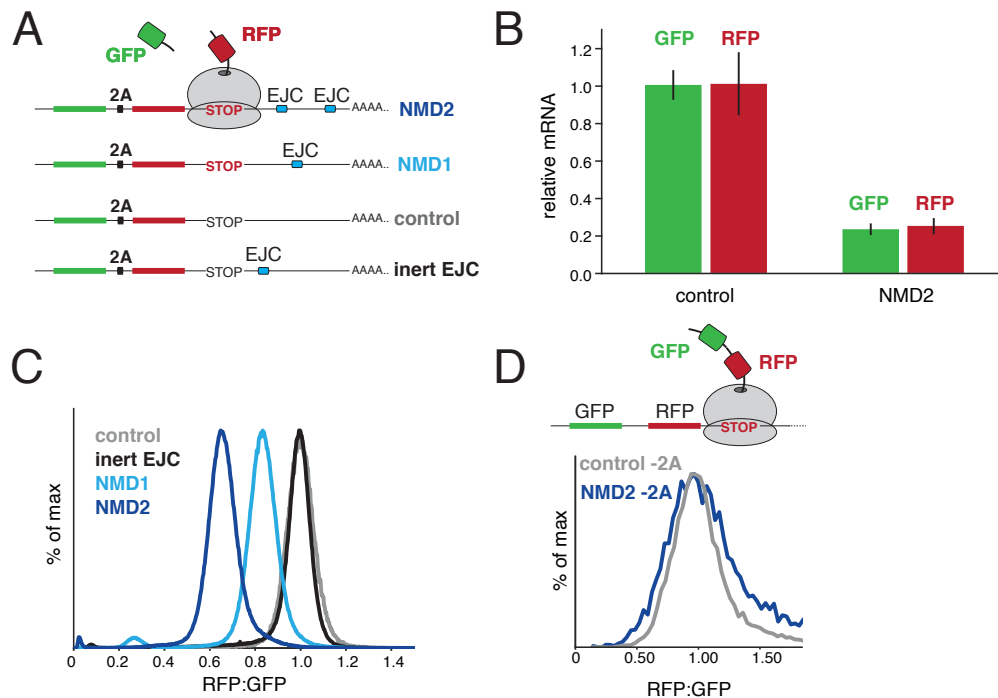 A
GFP
RFP
2A
EJC EJC
STOP
AAAA..
NMD2
2A
EJC
STOP
AAAA..
NMD1
2A
STOP
AAAA..
control
2A
EJC
STOP
AAAA..
inert EJC
B
relative mRNA
1.2
1.0
0.8
0.6
0.4
0.2
0.0
GFP RFP
GFP RFP
control NMD2
C
control
inert EJC
NMD1
NMD2
% of max
0 0.2 0.4 0.6 0.8 1.0 1.2 1.4
RFP:GFP
D
GFP
RFP
GFP RFP
STOP
control -2A
NMD2 -2A
% of max
0 0.50 1.00 1.50
RFP:GFP